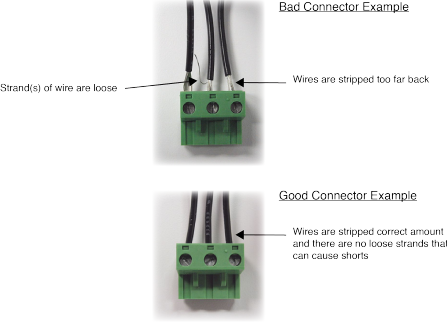 Bad Connector Example
Strand(s) of wire are loose
Wires are stripped too far back
Good Connector Example
Wires are stripped correct amount
and there are no loose strands that
can cause shorts